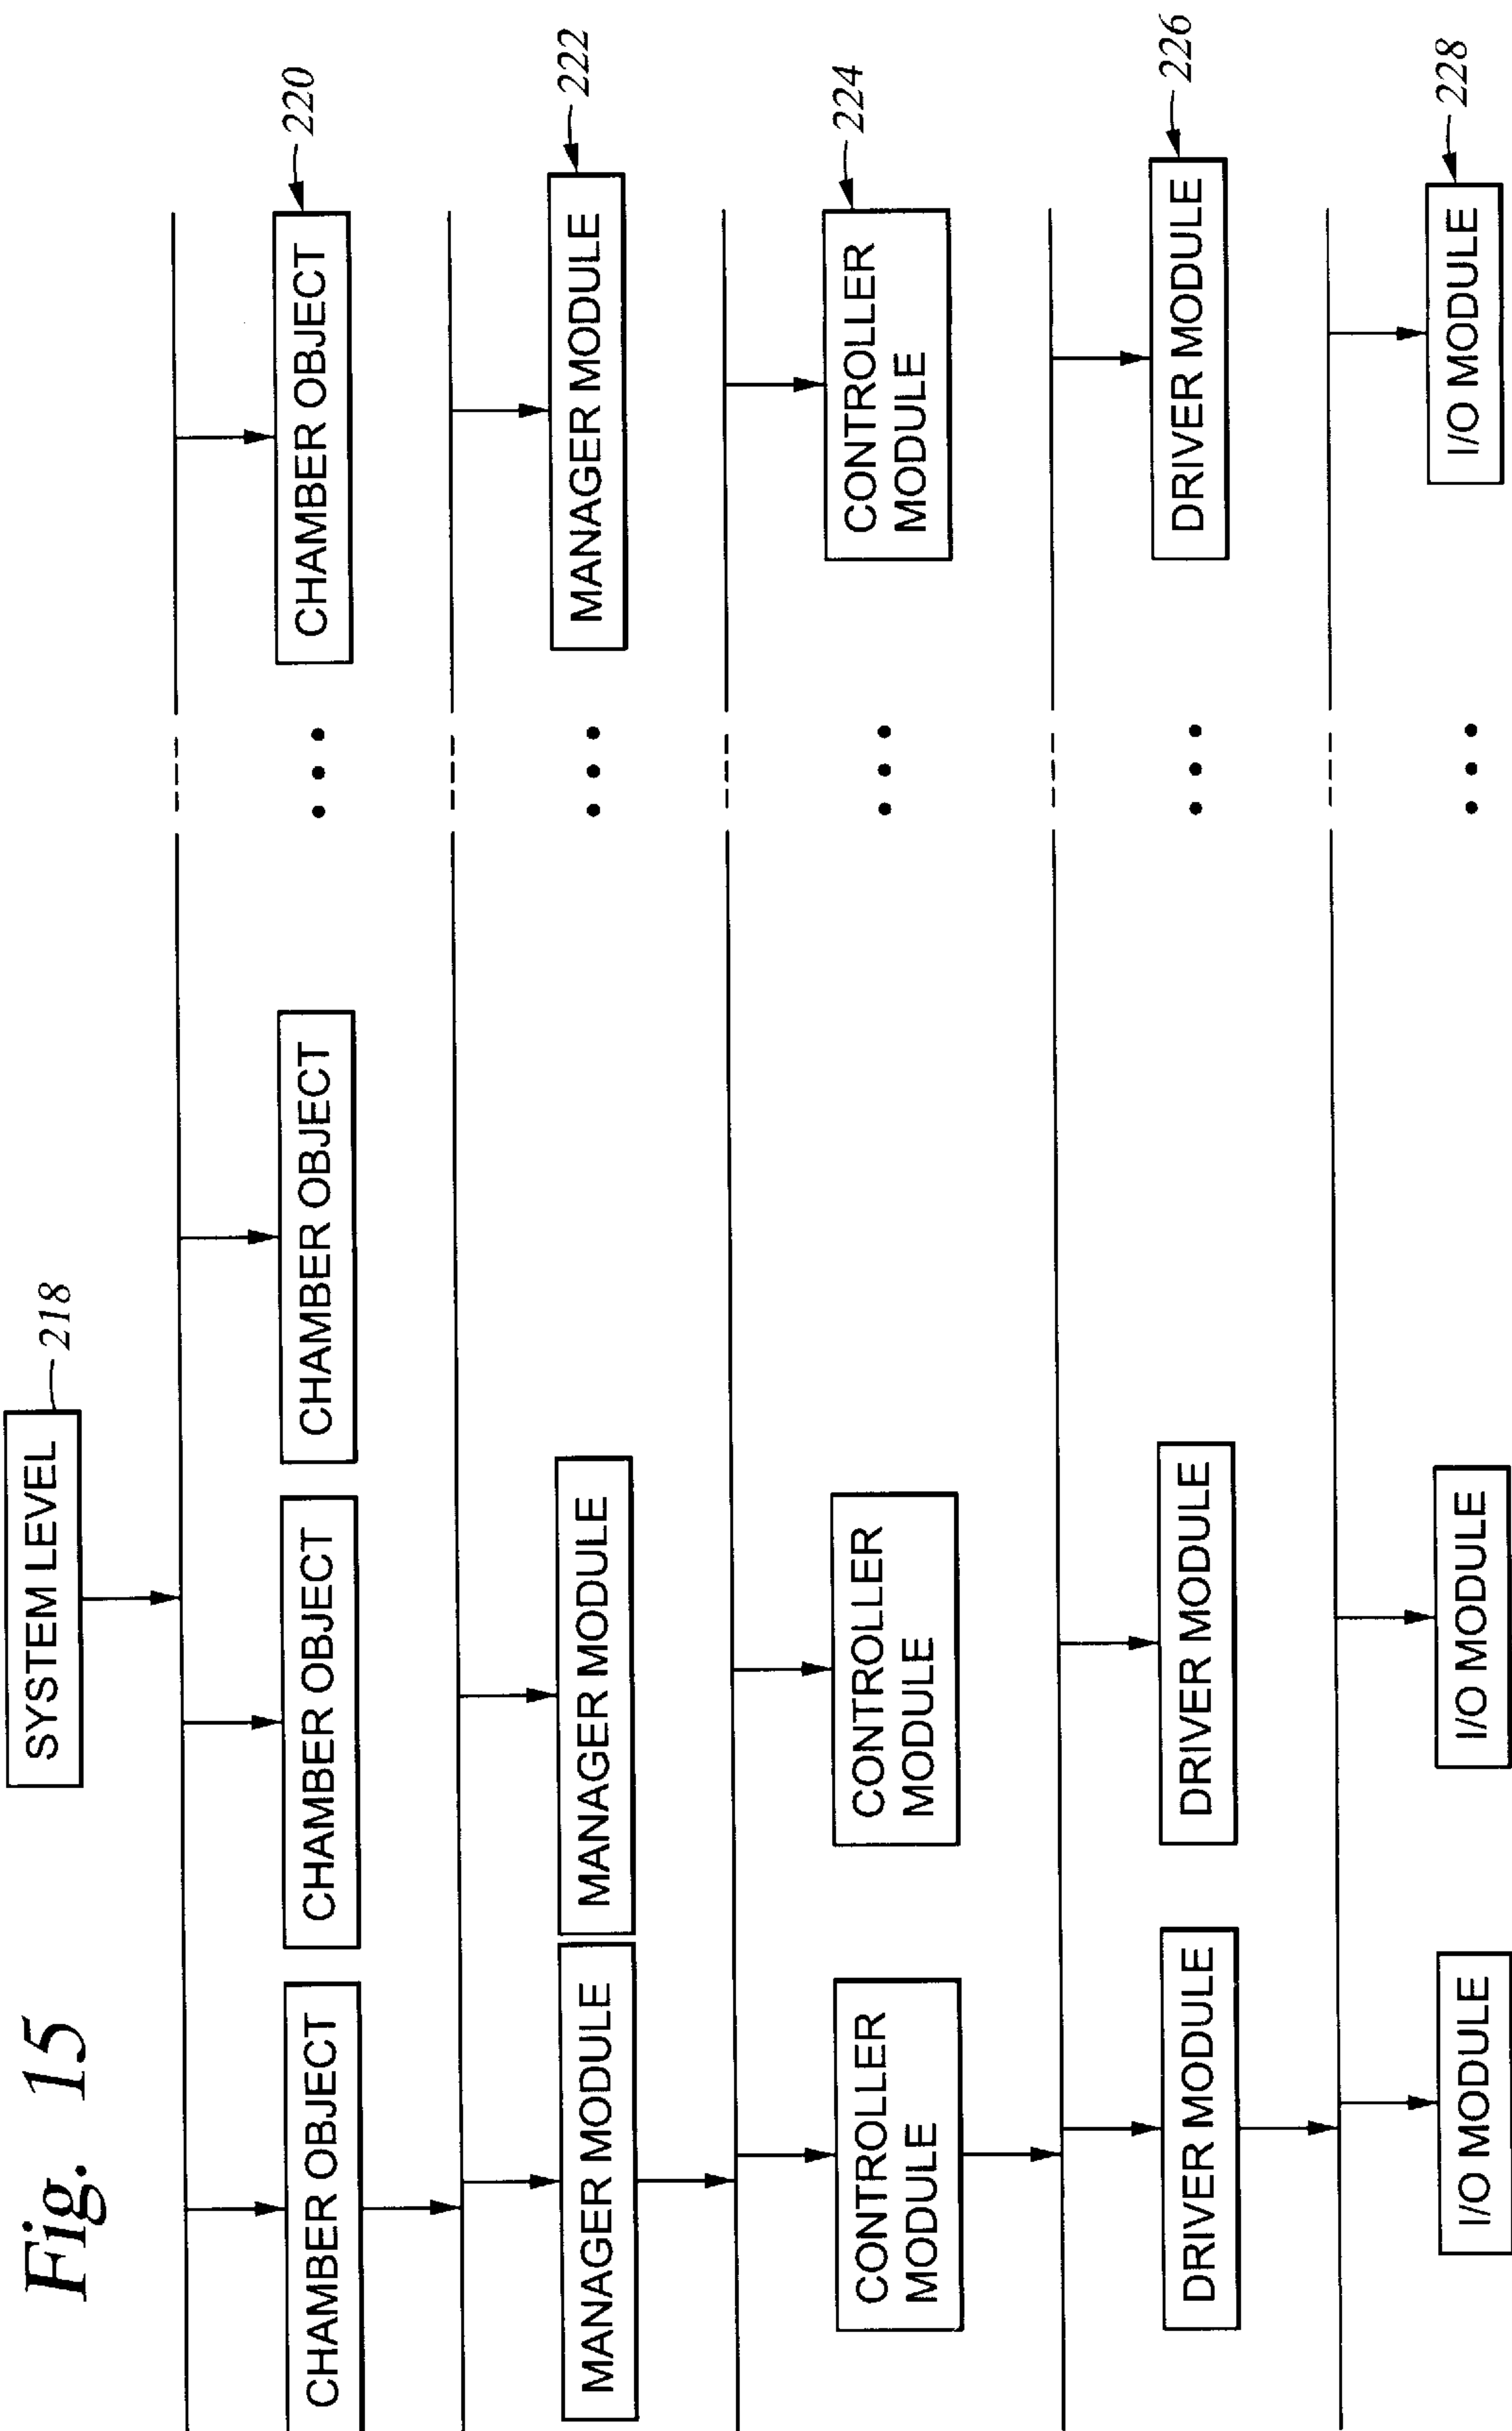 Fig. 15
SYSTEM LEVEL
218
CHAMBER OBJECT
CHAMBER OBJECT
CHAMBER OBJECT
CHAMBER OBJECT
220
MANAGER MODULE
MANAGER MODULE
MANAGER MODULE
222
CONTROLLER
MODULE
CONTROLLER
MODULE
CONTROLLER
MODULE
224
DRIVER MODULE
DRIVER MODULE
DRIVER MODULE
226
I/O MODULE
I/O MODULE
I/O MODULE
228